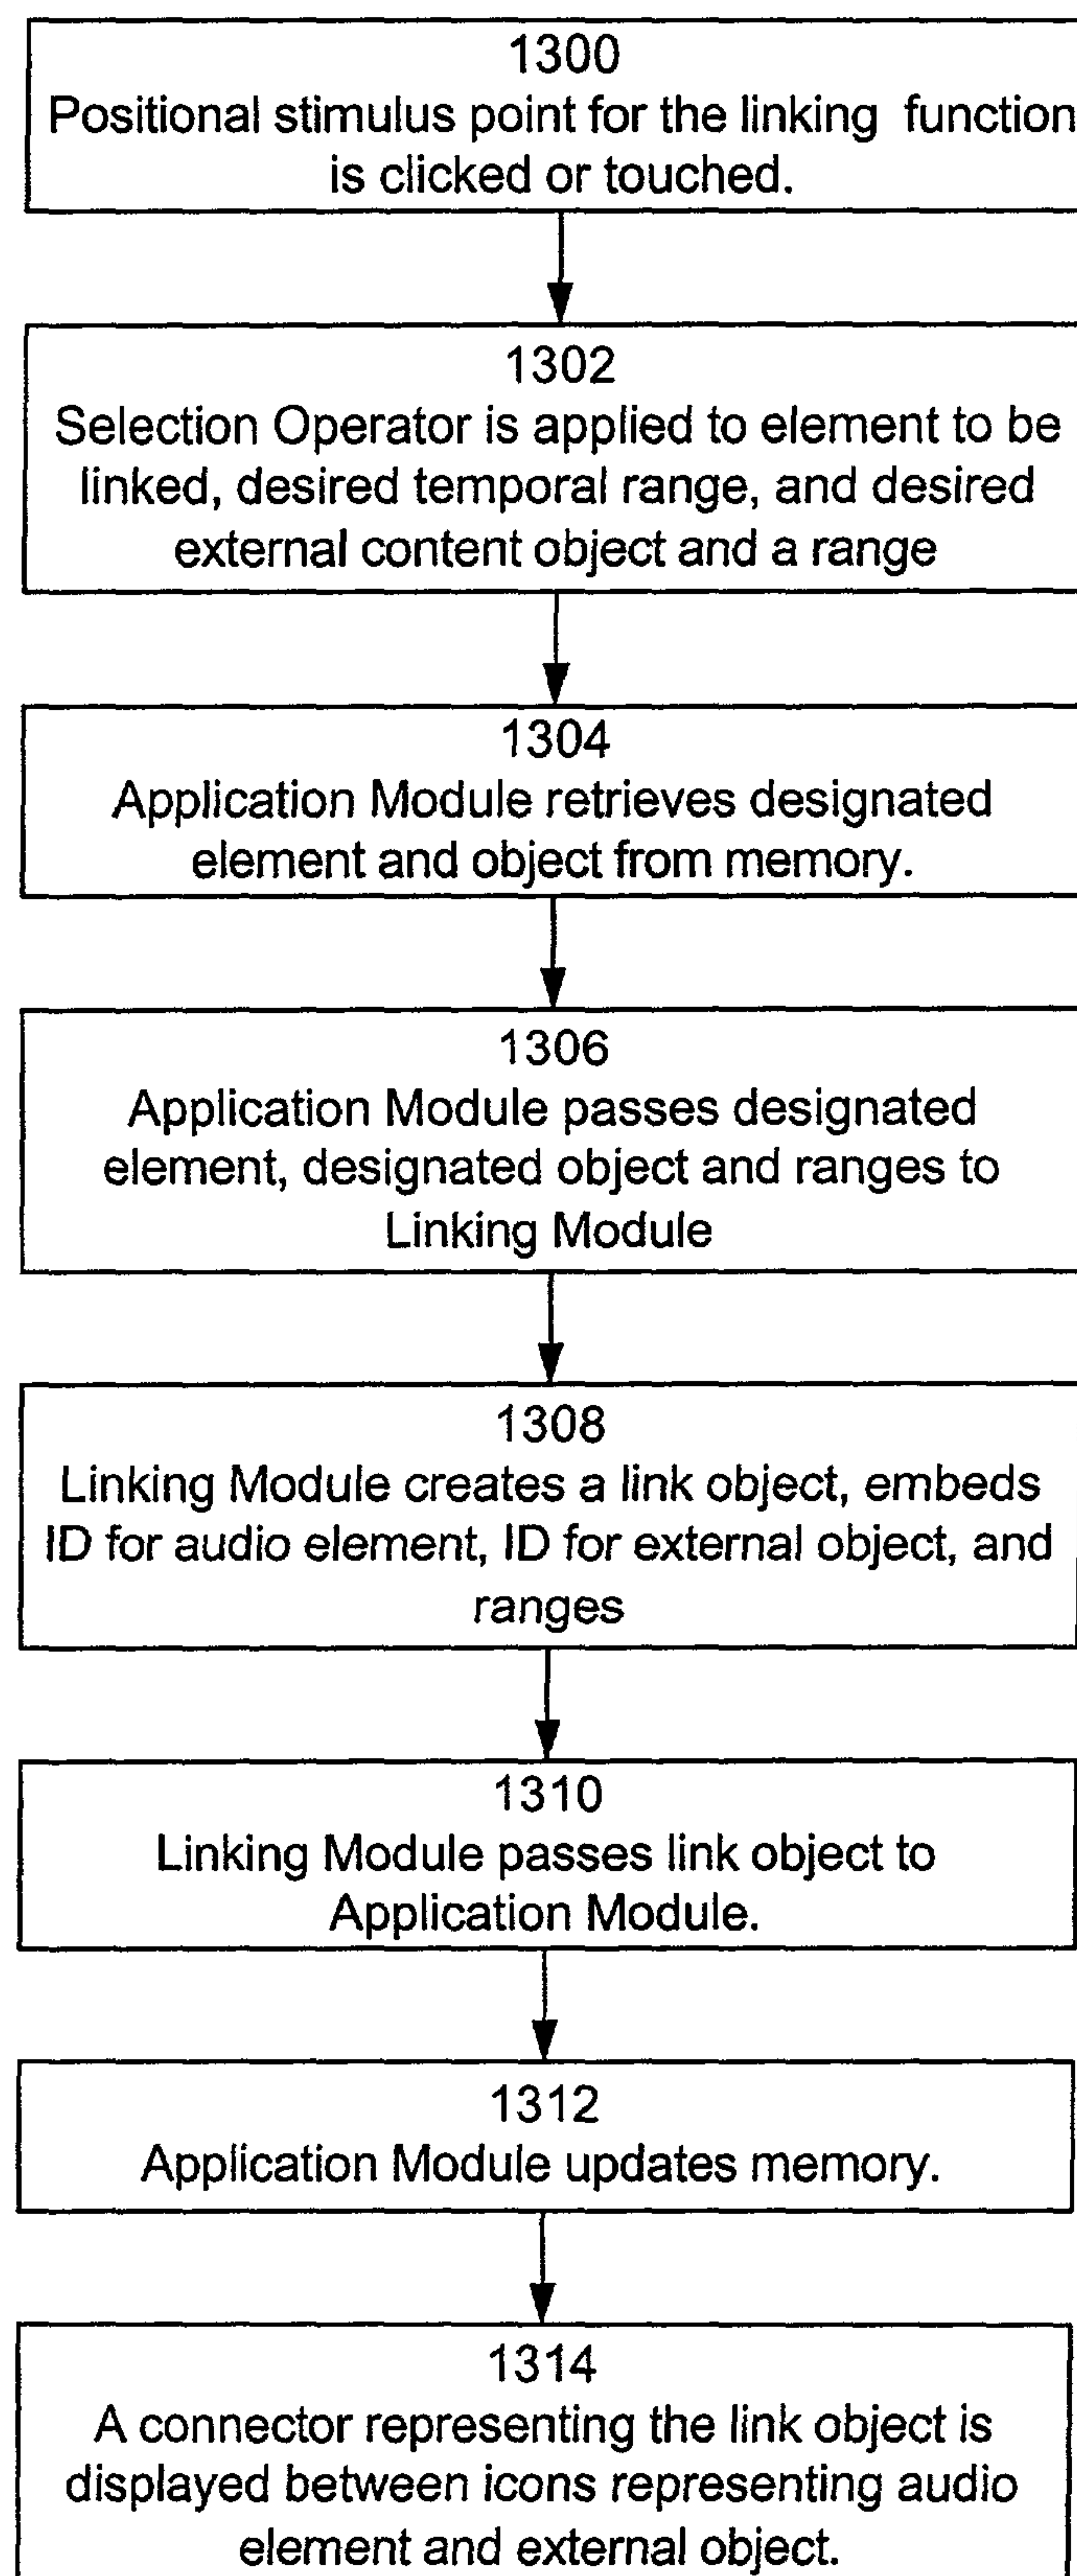 1300
Positional stimulus point for the linking function
is clicked or touched.
1302
Selection Operator is applied to element to be
linked, desired temporal range, and desired
external content object and a range
1304
Application Module retrieves designated
element and object from memory.
1306
Application Module passes designated
element, designated object and ranges to
Linking Module
1308
Linking Module creates a link object, embeds
ID for audio element, ID for external object, and
ranges
1310
Linking Module passes link object to
Application Module.
1312
Application Module updates memory.
1314
A connector representing the link object is
displayed between icons representing audio
element and external object.